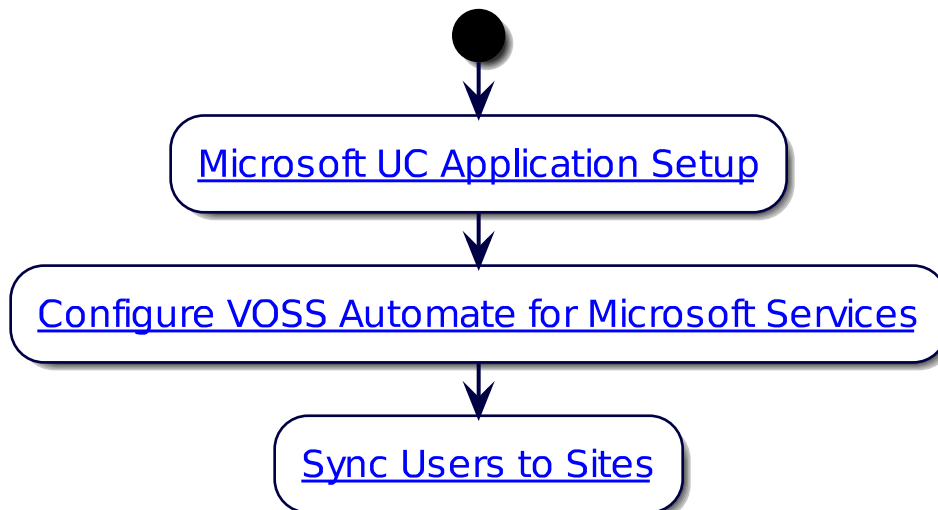 Microsoft UC Application Setup
Configure VOSS Automate for Microsoft Services
Sync Users to Sites